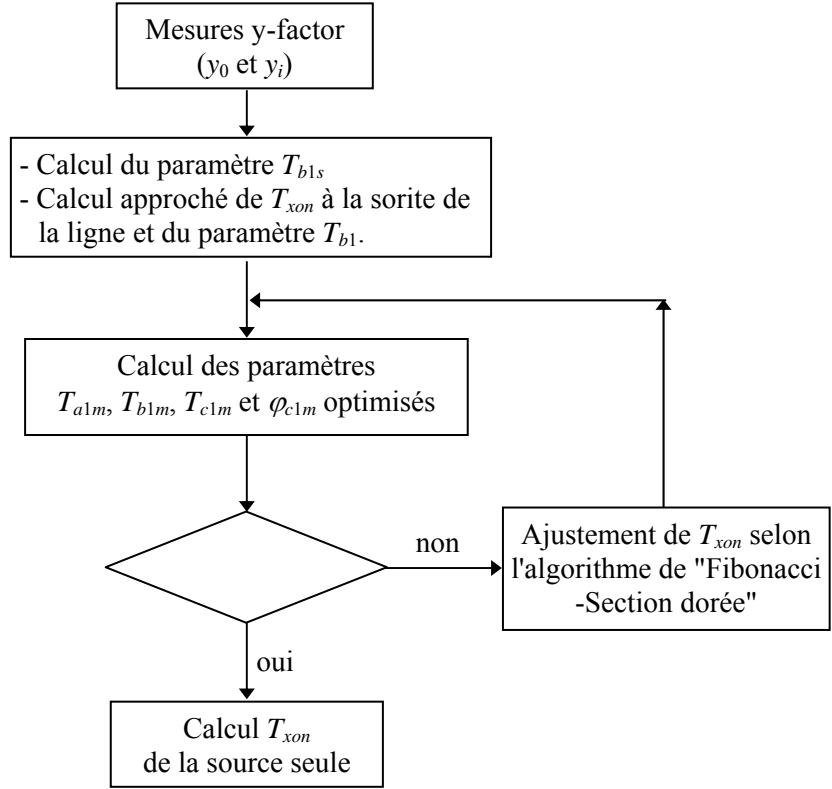 Mesures y-factor
(y0 et yi)
- Calcul du paramètre Tb1s
- Calcul approché de Txon à la sorite de
la ligne et du paramètre Tb1.
Calcul des paramètres
Ta1m, Tb1m, Tc1m et φc1m optimisés
non
Ajustement de Txon selon
l'algorithme de "Fibonacci
-Section dorée"
oui
Calcul Txon
de la source seule